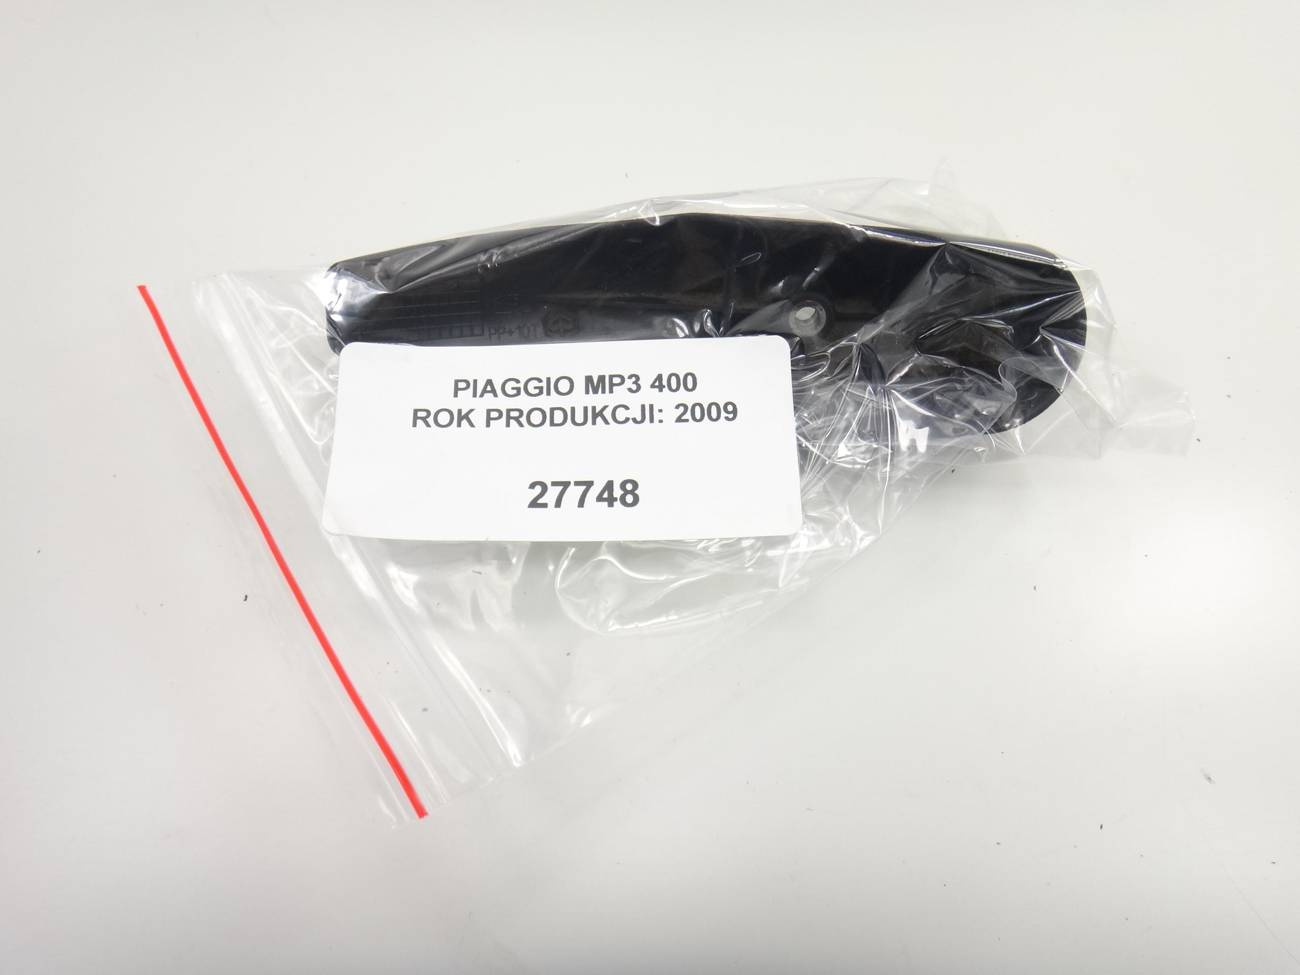 PIAGGIO MP3 400
ROK PRODUKCJI: 2009
27748